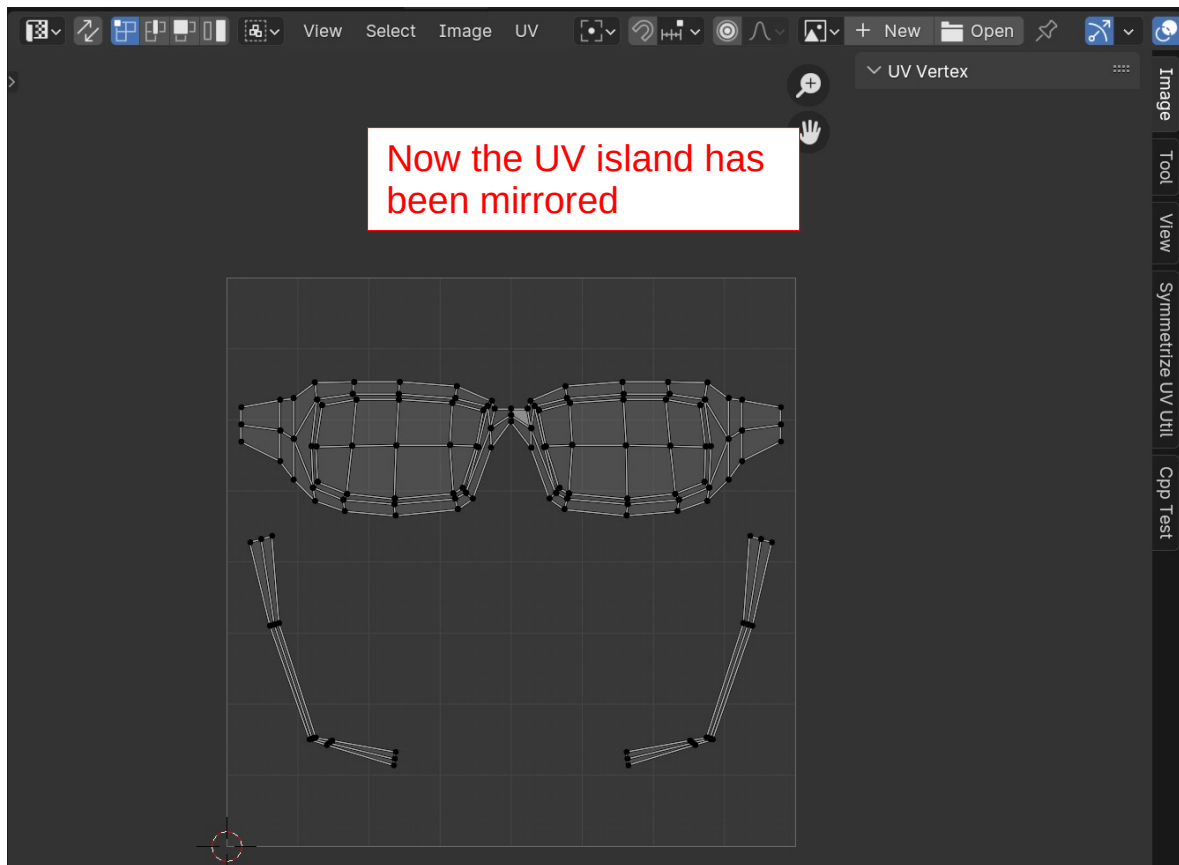 View Select Image UV + New Open
UV Vertex
Now the UV island has
been mirrored
Image
Tool
View
Symmetrize UV Util
Cpp Test